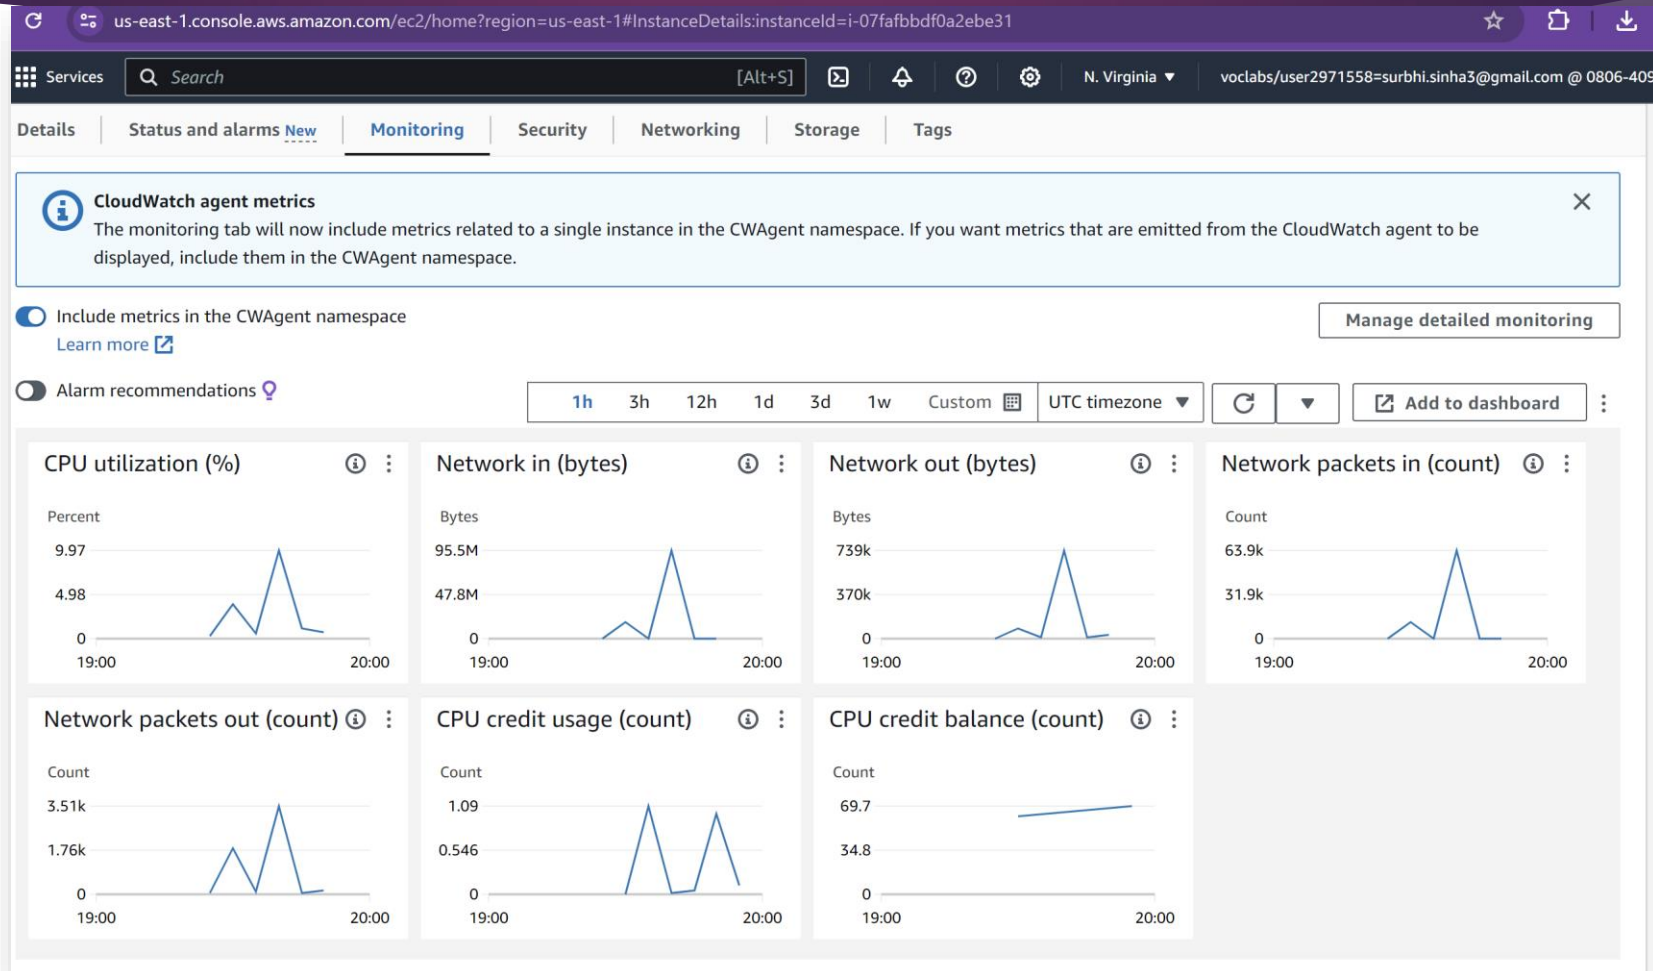 us-east-1.console.aws.amazon.com/ec2/home?region=us-east-1#InstanceDetails:instanceId=i-07fafbbdf0a2ebe31
Services Search [Alt+S] N. Virginia ▼ voclabs/user2971558=surbhi.sinha3@gmail.com @ 0806-409
Details Status and alarms New Monitoring Security Networking Storage Tags
CloudWatch agent metrics
The monitoring tab will now include metrics related to a single instance in the CWAgent namespace. If you want metrics that are emitted from the CloudWatch agent to be
displayed, include them in the CWAgent namespace.
Include metrics in the CWAgent namespace
Manage detailed monitoring
Learn more
Alarm recommendations
1h 3h 12h 1d 3d 1w Custom UTC timezone ▼ Add to dashboard
CPU utilization (%)
Percent
9.97
4.98
0
19:00 20:00
Network in (bytes)
Bytes
95.5M
47.8M
0
19:00 20:00
Network out (bytes)
Bytes
739k
370k
0
19:00 20:00
Network packets in (count)
Count
63.9k
31.9k
0
19:00 20:00
Network packets out (count)
Count
3.51k
1.76k
0
19:00 20:00
CPU credit usage (count)
Count
1.09
0.546
0
19:00 20:00
CPU credit balance (count)
Count
69.7
34.8
0
19:00 20:00